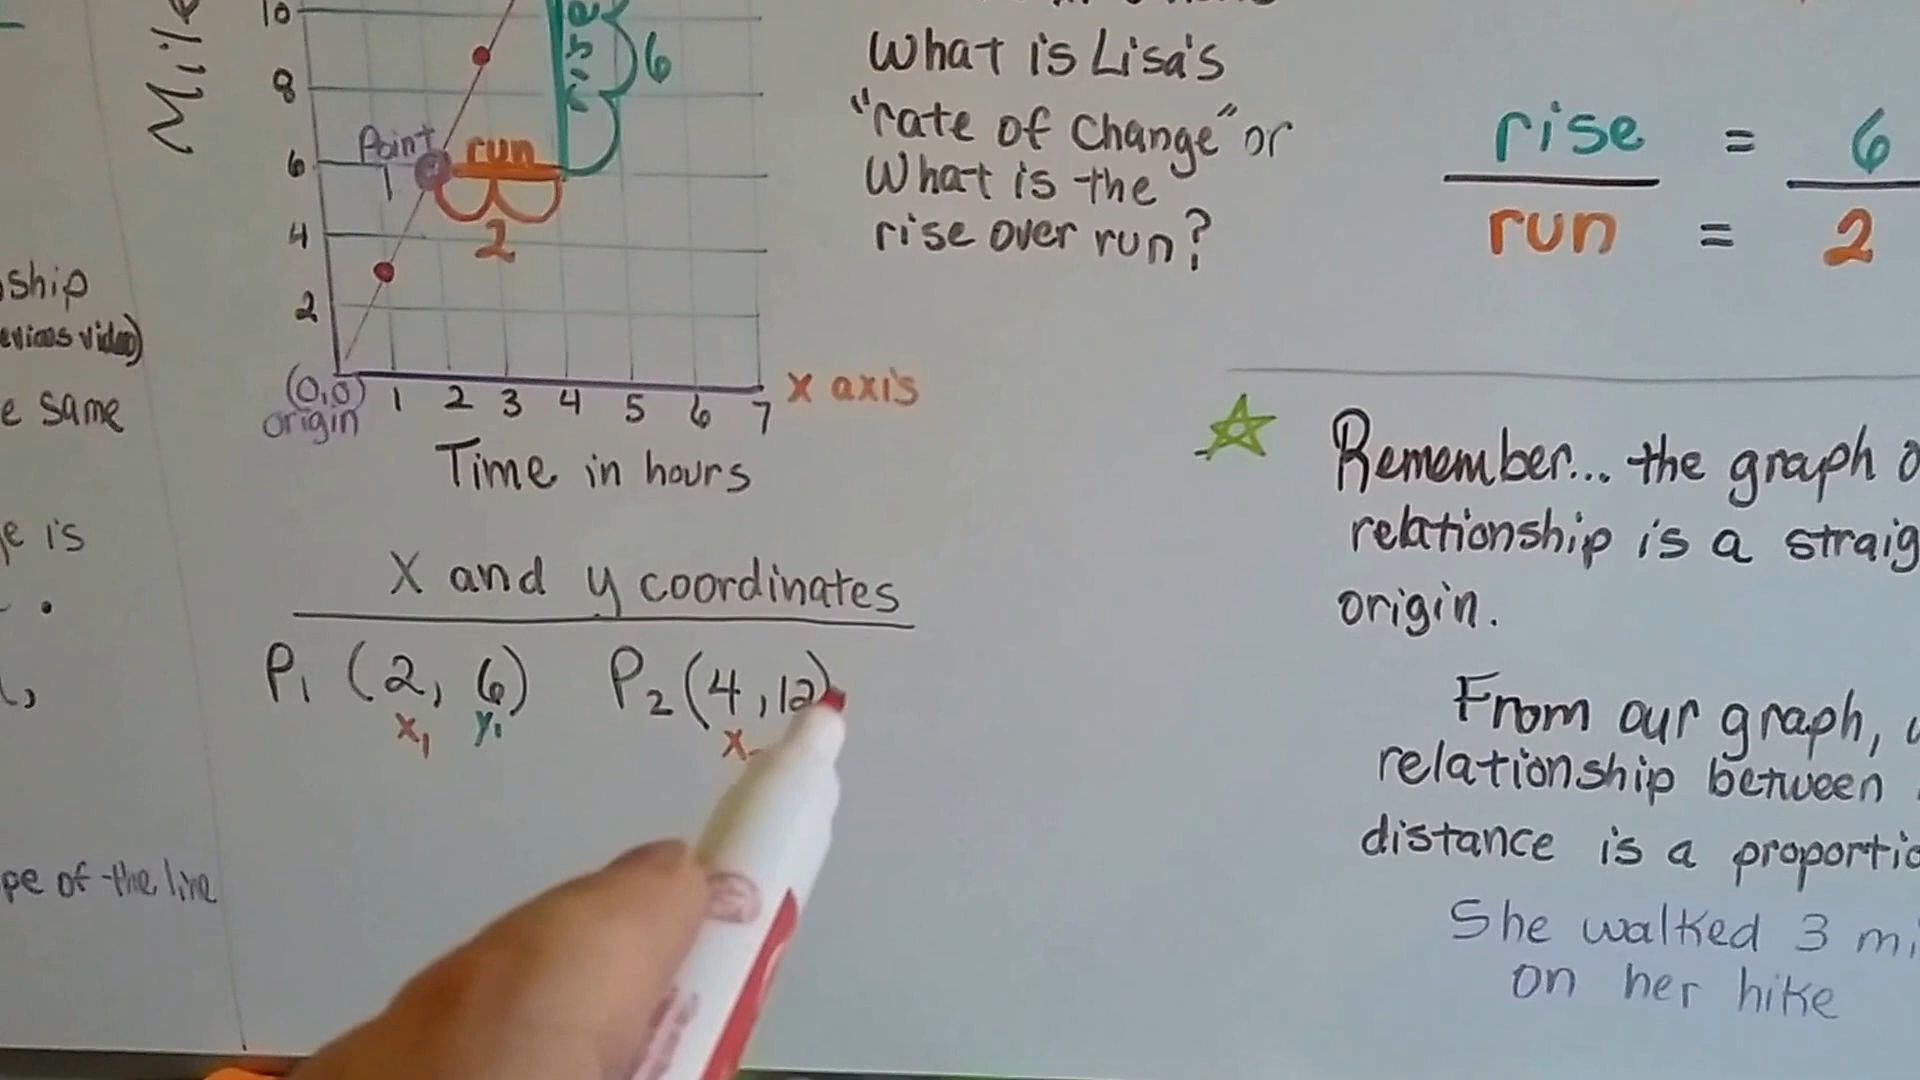 10
8
6
4
2
Point
1
run
2
rise
6
(0,0)
origin
1 2 3 4 5 6 7
x axis
Time in hours
What is Lisa's
"rate of change" or
What is the
rise over run?
rise = 6
run = 2
ship
video)
e same
e is
pe of the line
X and y coordinates
P1 (2, 6) P2 (4,12)
x1 y1 x
Remember... the graph o
relationship is a straig
origin.
From our graph,
relationship between
distance is a proportio
She walked 3 mi
on her hike